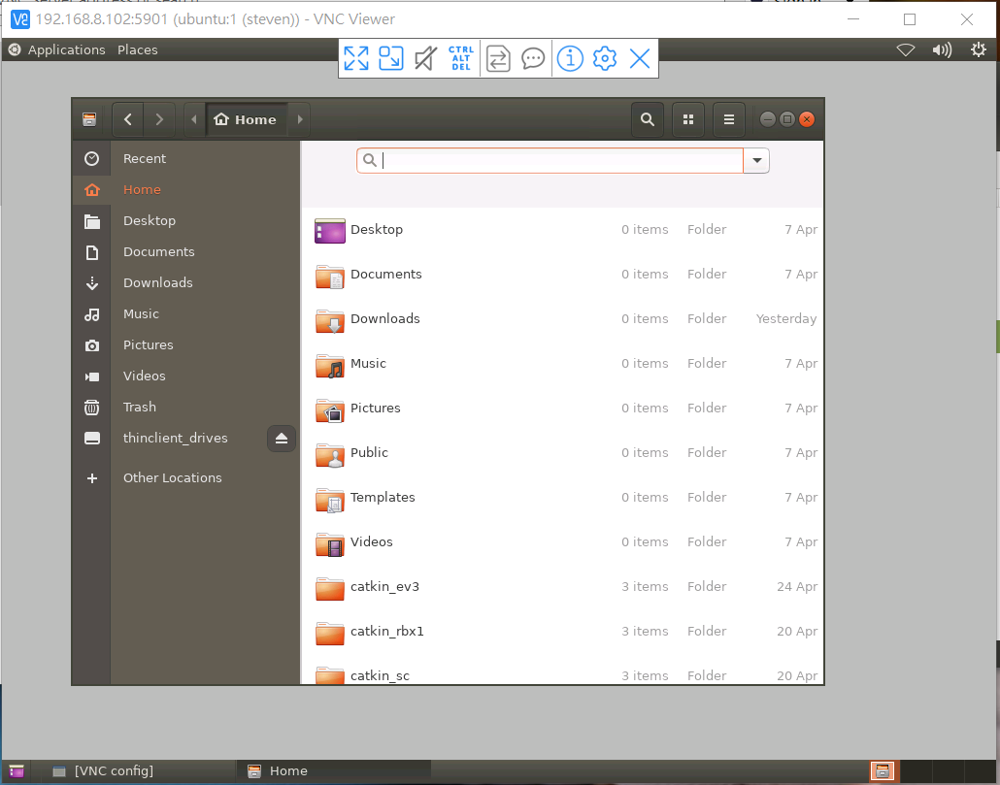 192.168.8.102:5901 (ubuntu:1 (steven)) - VNC Viewer
Applications Places
CTRL
ALT
DEL
Home
Recent
Home
Desktop
Documents
Downloads
Music
Pictures
Videos
Trash
thinclient_drives
Other Locations
Desktop 0 items Folder 7 Apr
Documents 0 items Folder 7 Apr
Downloads 0 items Folder Yesterday
Music 0 items Folder 7 Apr
Pictures 0 items Folder 7 Apr
Public 0 items Folder 7 Apr
Templates 0 items Folder 7 Apr
Videos 0 items Folder 7 Apr
catkin_ev3 3 items Folder 24 Apr
catkin_rbx1 3 items Folder 20 Apr
catkin_sc 3 items Folder 20 Apr
[VNC config] Home